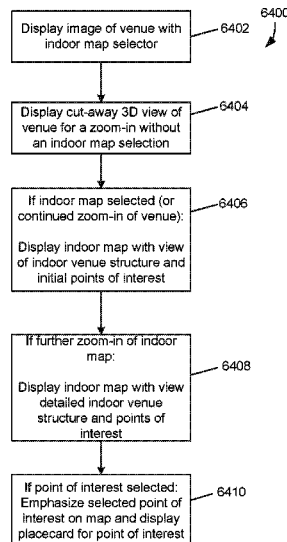 6400
Display image of venue with
indoor map selector
6402
Display cut-away 3D view of
venue for a zoom-in without
an indoor map selection
6404
If indoor map selected (or
continued zoom-in of venue):
Display indoor map with view
of indoor venue structure and
initial points of interest
6406
If further zoom-in of indoor
map:
Display indoor map with view
detailed indoor venue
structure and points of
interest
6408
If point of interest selected:
Emphasize selected point of
interest on map and display
placecard for point of interest
6410